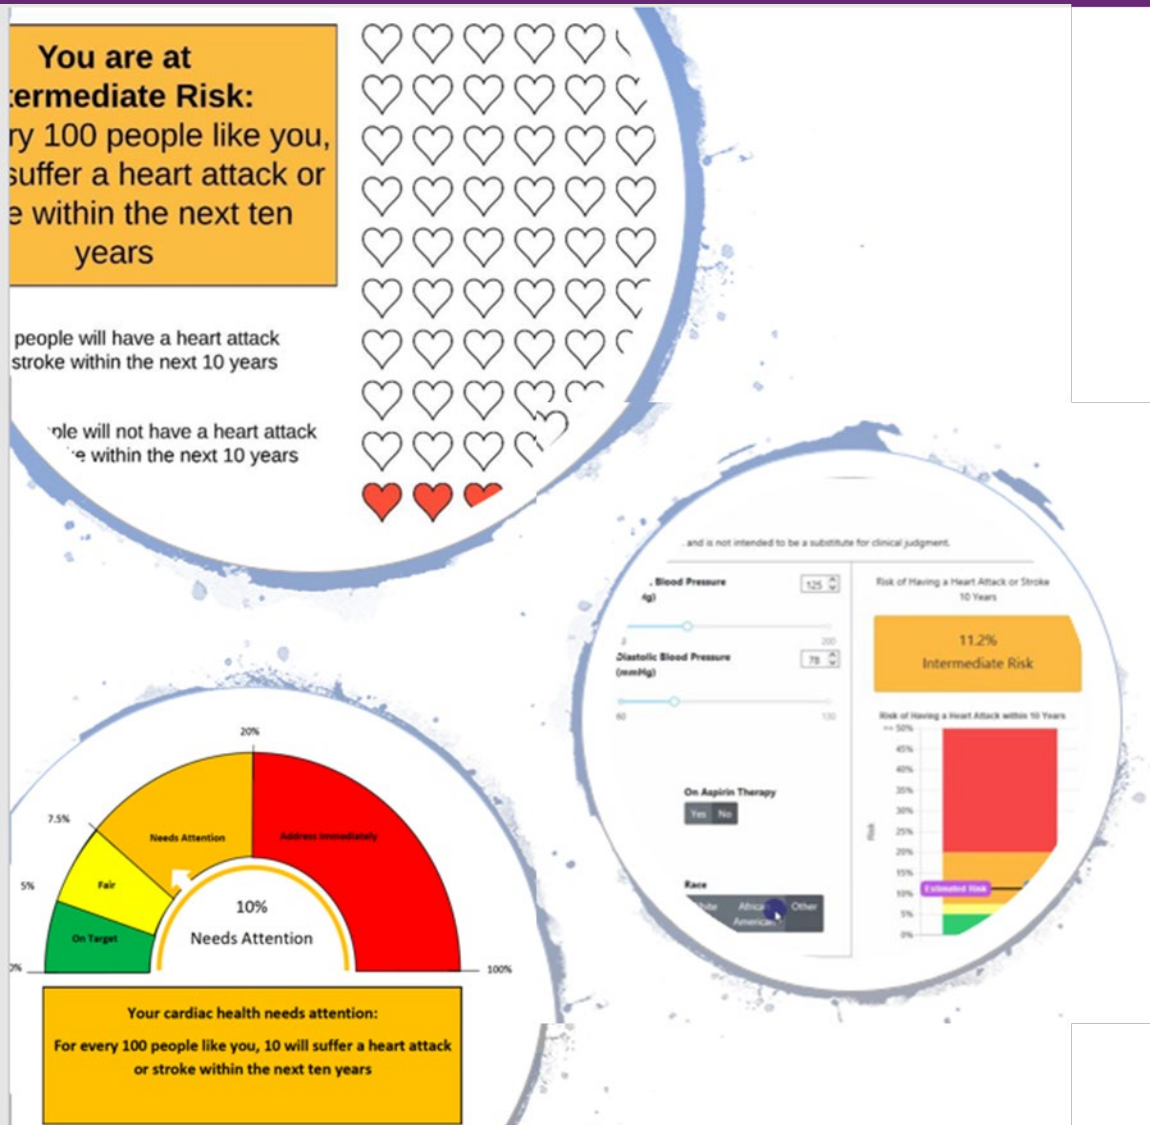 You are at
termediate Risk:
ry 100 people like you,
suffer a heart attack or
e within the next ten
years
people will have a heart attack
stroke within the next 10 years
ple will not have a heart attack
e within the next 10 years
. and is not intended to be a substitute for clinical judgment.
. Blood Pressure
125
200
Diastolic Blood Pressure
(mmHg)
78
60
130
On Aspirin Therapy
Yes No
Race
African
American
Other
Risk of Having a Heart Attack or Stroke
10 Years
11.2%
Intermediate Risk
Risk of Having a Heart Attack within 10 Years
50%
45%
40%
35%
30%
25%
20%
15%
10%
5%
0%
Risk
Estimated Risk
20%
7.5%
5%
0%
100%
Needs Attention
Address Immediately
Fair
On Target
10%
Needs Attention
Your cardiac health needs attention:
For every 100 people like you, 10 will suffer a heart attack
or stroke within the next ten years